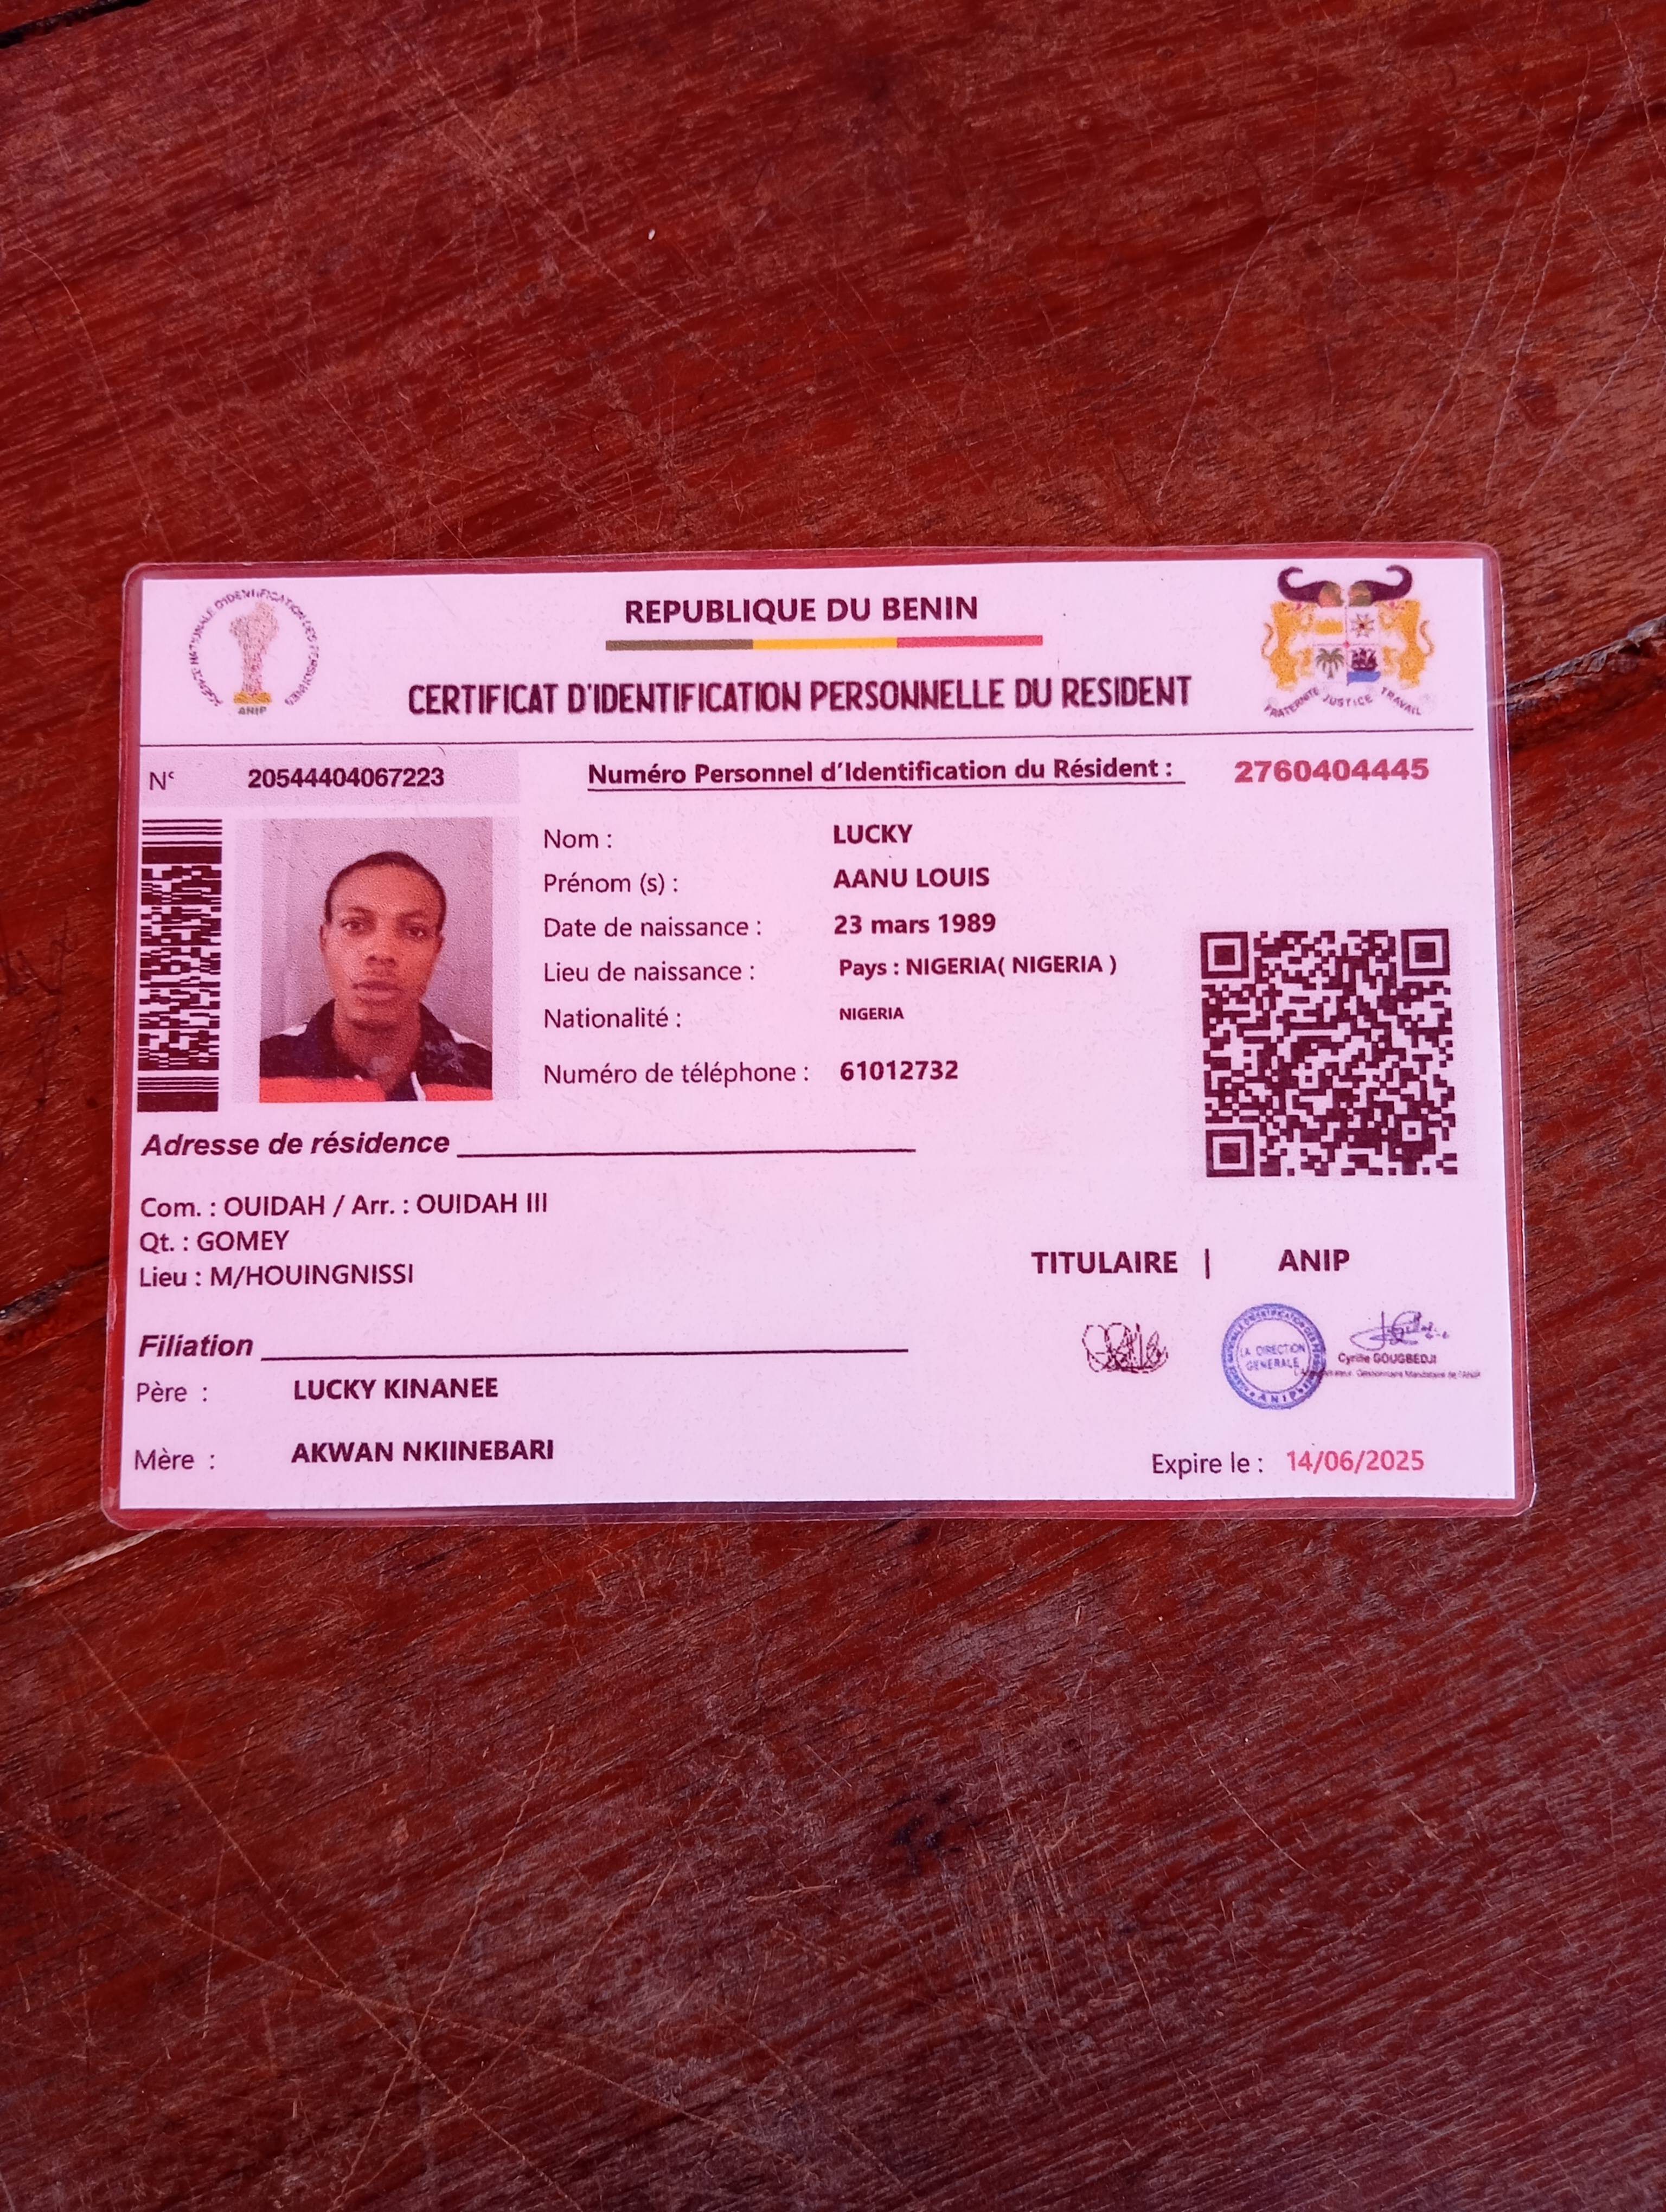 AGENCE NATIONALE D'IDENTIFICATION DES PERSONNES
ANIP
REPUBLIQUE DU BENIN
FRATERNITE JUSTICE TRAVAIL
CERTIFICAT D'IDENTIFICATION PERSONNELLE DU RESIDENT
N° 20544404067223
Numéro Personnel d'Identification du Résident : 2760404445
Nom : LUCKY
Prénom (s) : AANU LOUIS
Date de naissance : 23 mars 1989
Lieu de naissance : Pays : NIGERIA( NIGERIA )
Nationalité : NIGERIA
Numéro de téléphone : 61012732
Adresse de résidence
Com. : OUIDAH / Arr. : OUIDAH III
Qt. : GOMEY
Lieu : M/HOUINGNISSI
TITULAIRE | ANIP
LA DIRECTION
GENERALE
ANIP
Cyrille GOUGBEDJI
Gestionnaire Mandataire de l'ANIP
Filiation
Père : LUCKY KINANEE
Mère : AKWAN NKIINEBARI
Expire le : 14/06/2025